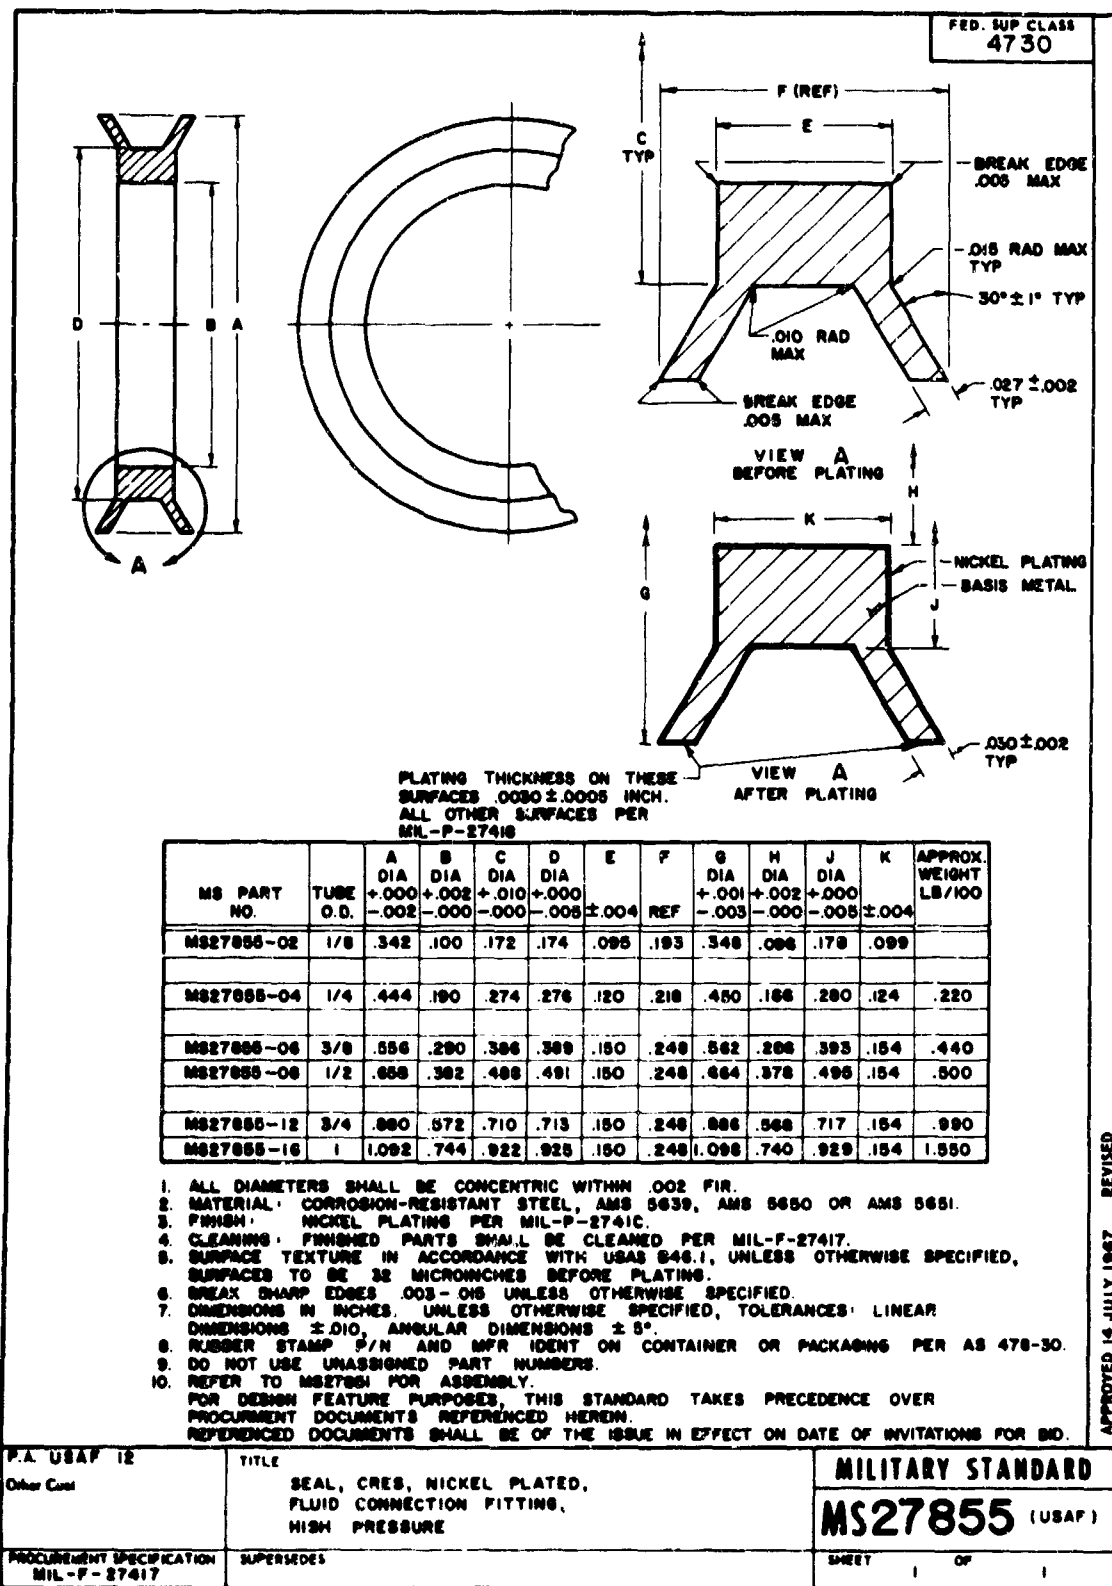 FED. SUP CLASS
4730
F (REF)
E
C
TYP
BREAK EDGE
.005 MAX
.015 RAD MAX
TYP
30° ± 1° TYP
.010 RAD
MAX
.027 ± .002
TYP
BREAK EDGE
.005 MAX
VIEW A
BEFORE PLATING
D
B
A
A
H
K
NICKEL PLATING
BASIS METAL
J
G
.030 ± .002
TYP
VIEW A
AFTER PLATING
PLATING THICKNESS ON THESE
SURFACES .0030 ± .0005 INCH.
ALL OTHER SURFACES PER
MIL-P-27418
MS PART NO. TUBE O.D. A DIA +.000 -.002 B DIA +.002 -.000 C DIA +.010 -.000 D DIA +.000 -.005 E ±.004 F REF G DIA +.001 -.003 H DIA +.002 -.000 J DIA +.000 -.005 K ±.004 APPROX. WEIGHT LB/100
MS27855-02 1/8 .342 .100 .172 .174 .095 .193 .348 .096 .178 .099
MS27855-04 1/4 .444 .190 .274 .276 .120 .218 .450 .186 .280 .124 .220
MS27855-06 3/8 .556 .290 .386 .389 .150 .248 .562 .286 .393 .154 .440
MS27855-08 1/2 .658 .382 .488 .491 .150 .248 .664 .378 .495 .154 .500
MS27855-12 3/4 .880 .572 .710 .713 .150 .248 .886 .568 .717 .154 .990
MS27855-16 1 1.092 .744 .922 .925 .150 .248 1.098 .740 .929 .154 1.550
1. ALL DIAMETERS SHALL BE CONCENTRIC WITHIN .002 FIR.
2. MATERIAL: CORROSION-RESISTANT STEEL, AMS 5639, AMS 5650 OR AMS 5651.
3. FINISH: NICKEL PLATING PER MIL-P-27418.
4. CLEANING: FINISHED PARTS SHALL BE CLEANED PER MIL-F-27417.
5. SURFACE TEXTURE IN ACCORDANCE WITH USAS B46.1, UNLESS OTHERWISE SPECIFIED,
SURFACES TO BE 32 MICROINCHES BEFORE PLATING.
6. BREAK SHARP EDGES .003-.015 UNLESS OTHERWISE SPECIFIED.
7. DIMENSIONS IN INCHES. UNLESS OTHERWISE SPECIFIED, TOLERANCES: LINEAR
DIMENSIONS ±.010, ANGULAR DIMENSIONS ± 5°.
8. RUBBER STAMP P/N AND MFR IDENT ON CONTAINER OR PACKAGING PER AS 478-30.
9. DO NOT USE UNASSIGNED PART NUMBERS.
10. REFER TO MS27851 FOR ASSEMBLY.
FOR DESIGN FEATURE PURPOSES, THIS STANDARD TAKES PRECEDENCE OVER
PROCURMENT DOCUMENTS REFERENCED HEREIN.
REFERENCED DOCUMENTS SHALL BE OF THE ISSUE IN EFFECT ON DATE OF INVITATIONS FOR BID.
APPROVED 14 JULY 1967 REVISED
P.A. USAF 12
Other Cust
TITLE
SEAL, CRES, NICKEL PLATED,
FLUID CONNECTION FITTING,
HIGH PRESSURE
MILITARY STANDARD
MS27855 (USAF)
PROCUREMENT SPECIFICATION
MIL-F-27417
SUPERSEDES
SHEET 1 OF 1